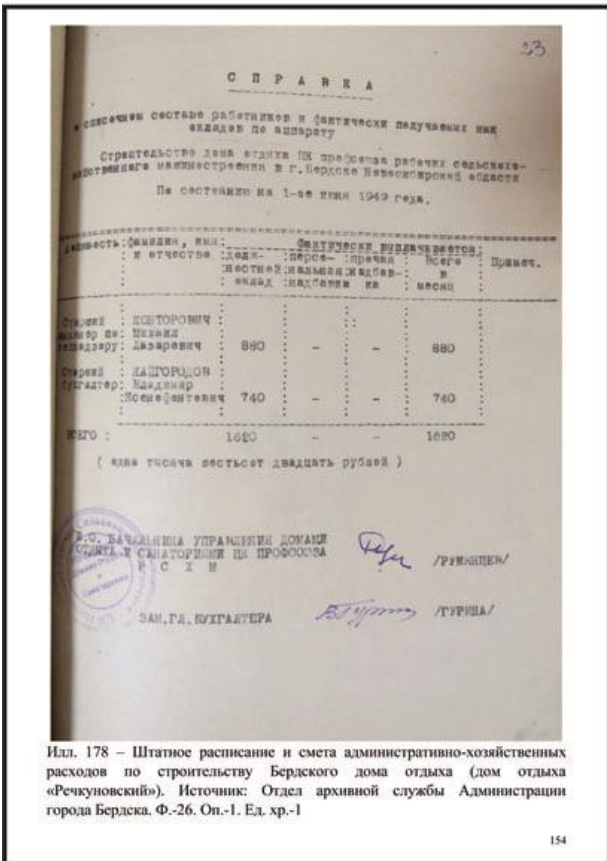 23
СПРАВКА
о списочном составе работников и фактически получаемых ими
окладов по аппарату
Строительство дома отдыха ЦК профсоюза рабочих сельскохо-
зяйственного машиностроения в г.Бердске Новосибирской области
По состоянию на 1-ое июня 1949 года.
Должность: фамилия, имя: Фактически выплачивается:
и отчество : долж- : персо- : прочая : Всего : Примеч.
ностной: нальная: надбав- : в
оклад : надбавка : ка : месяц :
Старший : КОНТОРОВИЧ :
инженер по: Михаил
технадзору: Лазаревич 880 - - 880
Старший : КАЙГОРОДОВ
бухгалтер: Владимир
:Ксенофонтович 740 - - 740
ВСЕГО : 1620 - - 1620
( одна тысяча шестьсот двадцать рублей )
В.О. НАЧАЛЬНИКА УПРАВЛЕНИЯ ДОМАМИ
ОТДЫХА И САНАТОРИЯМИ ЦК ПРОФСОЮЗА
Р С Х М /РУМЯНЦЕВ/
ЗАМ.ГЛ.БУХГАЛТЕРА /ГУРИНА/
Илл. 178 – Штатное расписание и смета административно-хозяйственных
расходов по строительству Бердского дома отдыха (дом отдыха
«Речкуновский»). Источник: Отдел архивной службы Администрации
города Бердска. Ф.-26. Оп.-1. Ед. хр.-1
154